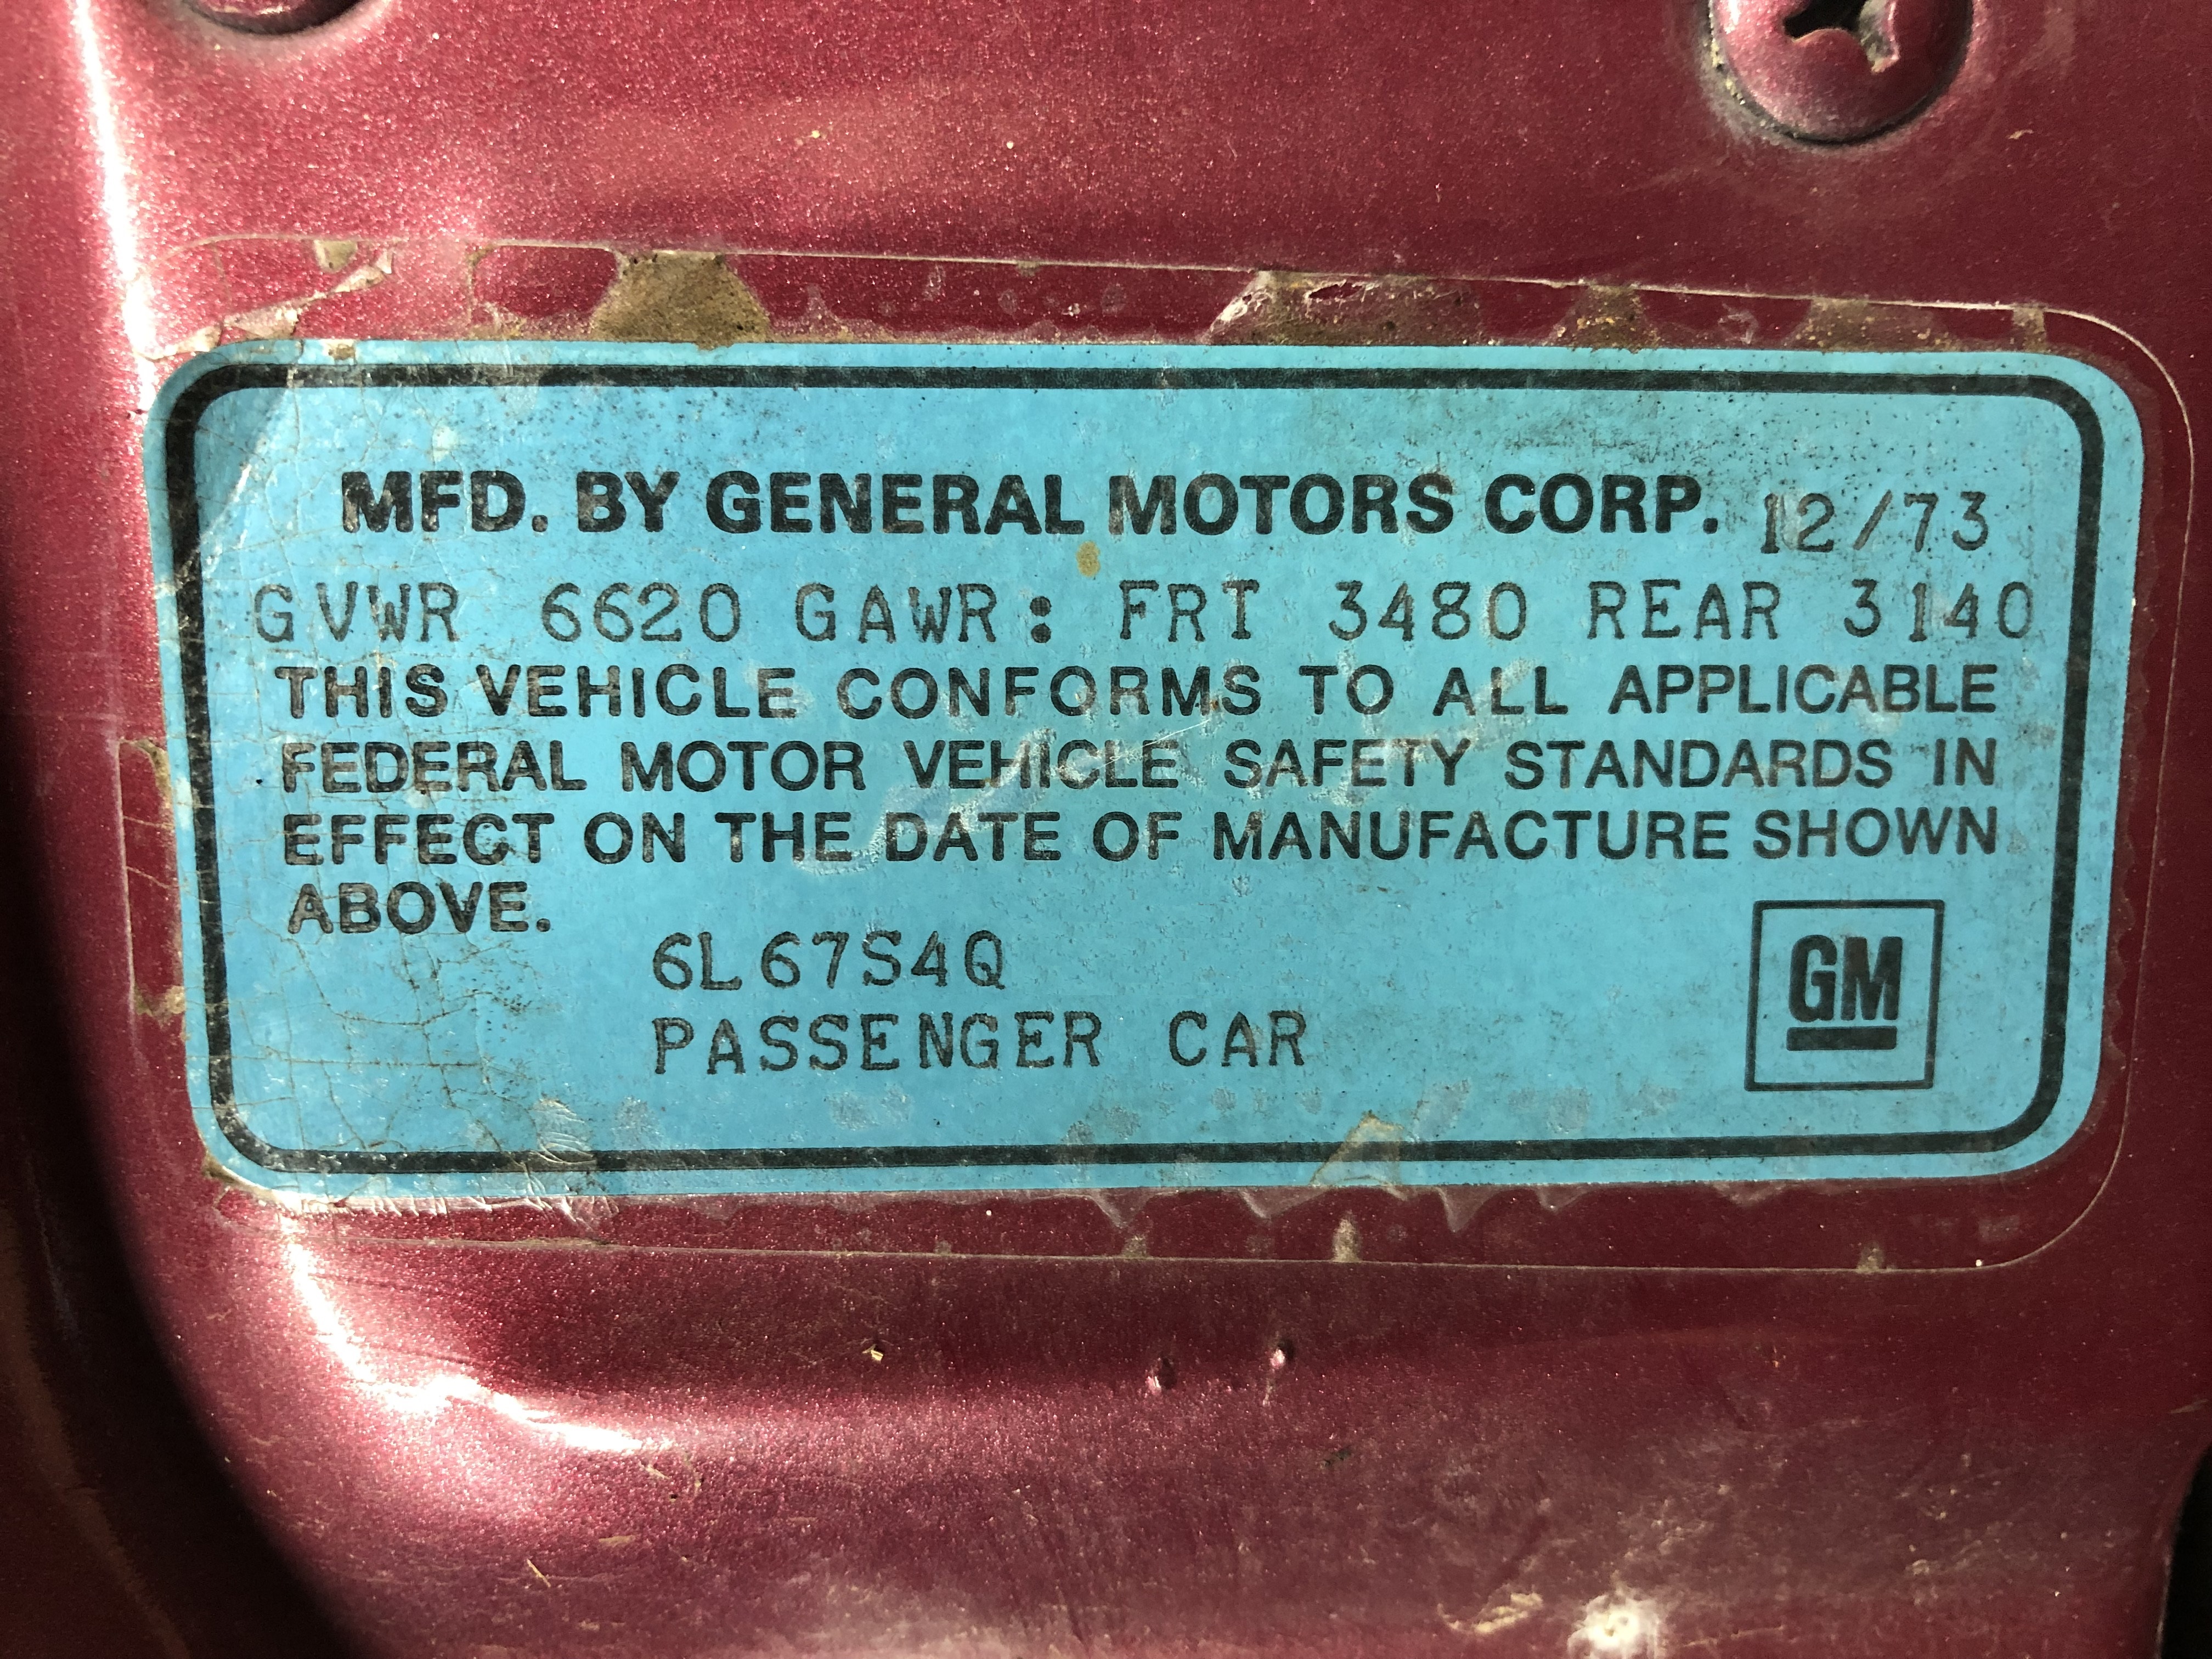 MFD. BY GENERAL MOTORS CORP. 12/73
GVWR 6620 GAWR: FRT 3480 REAR 3140
THIS VEHICLE CONFORMS TO ALL APPLICABLE
FEDERAL MOTOR VEHICLE SAFETY STANDARDS IN
EFFECT ON THE DATE OF MANUFACTURE SHOWN
ABOVE.
6L67S4Q
PASSENGER CAR
GM